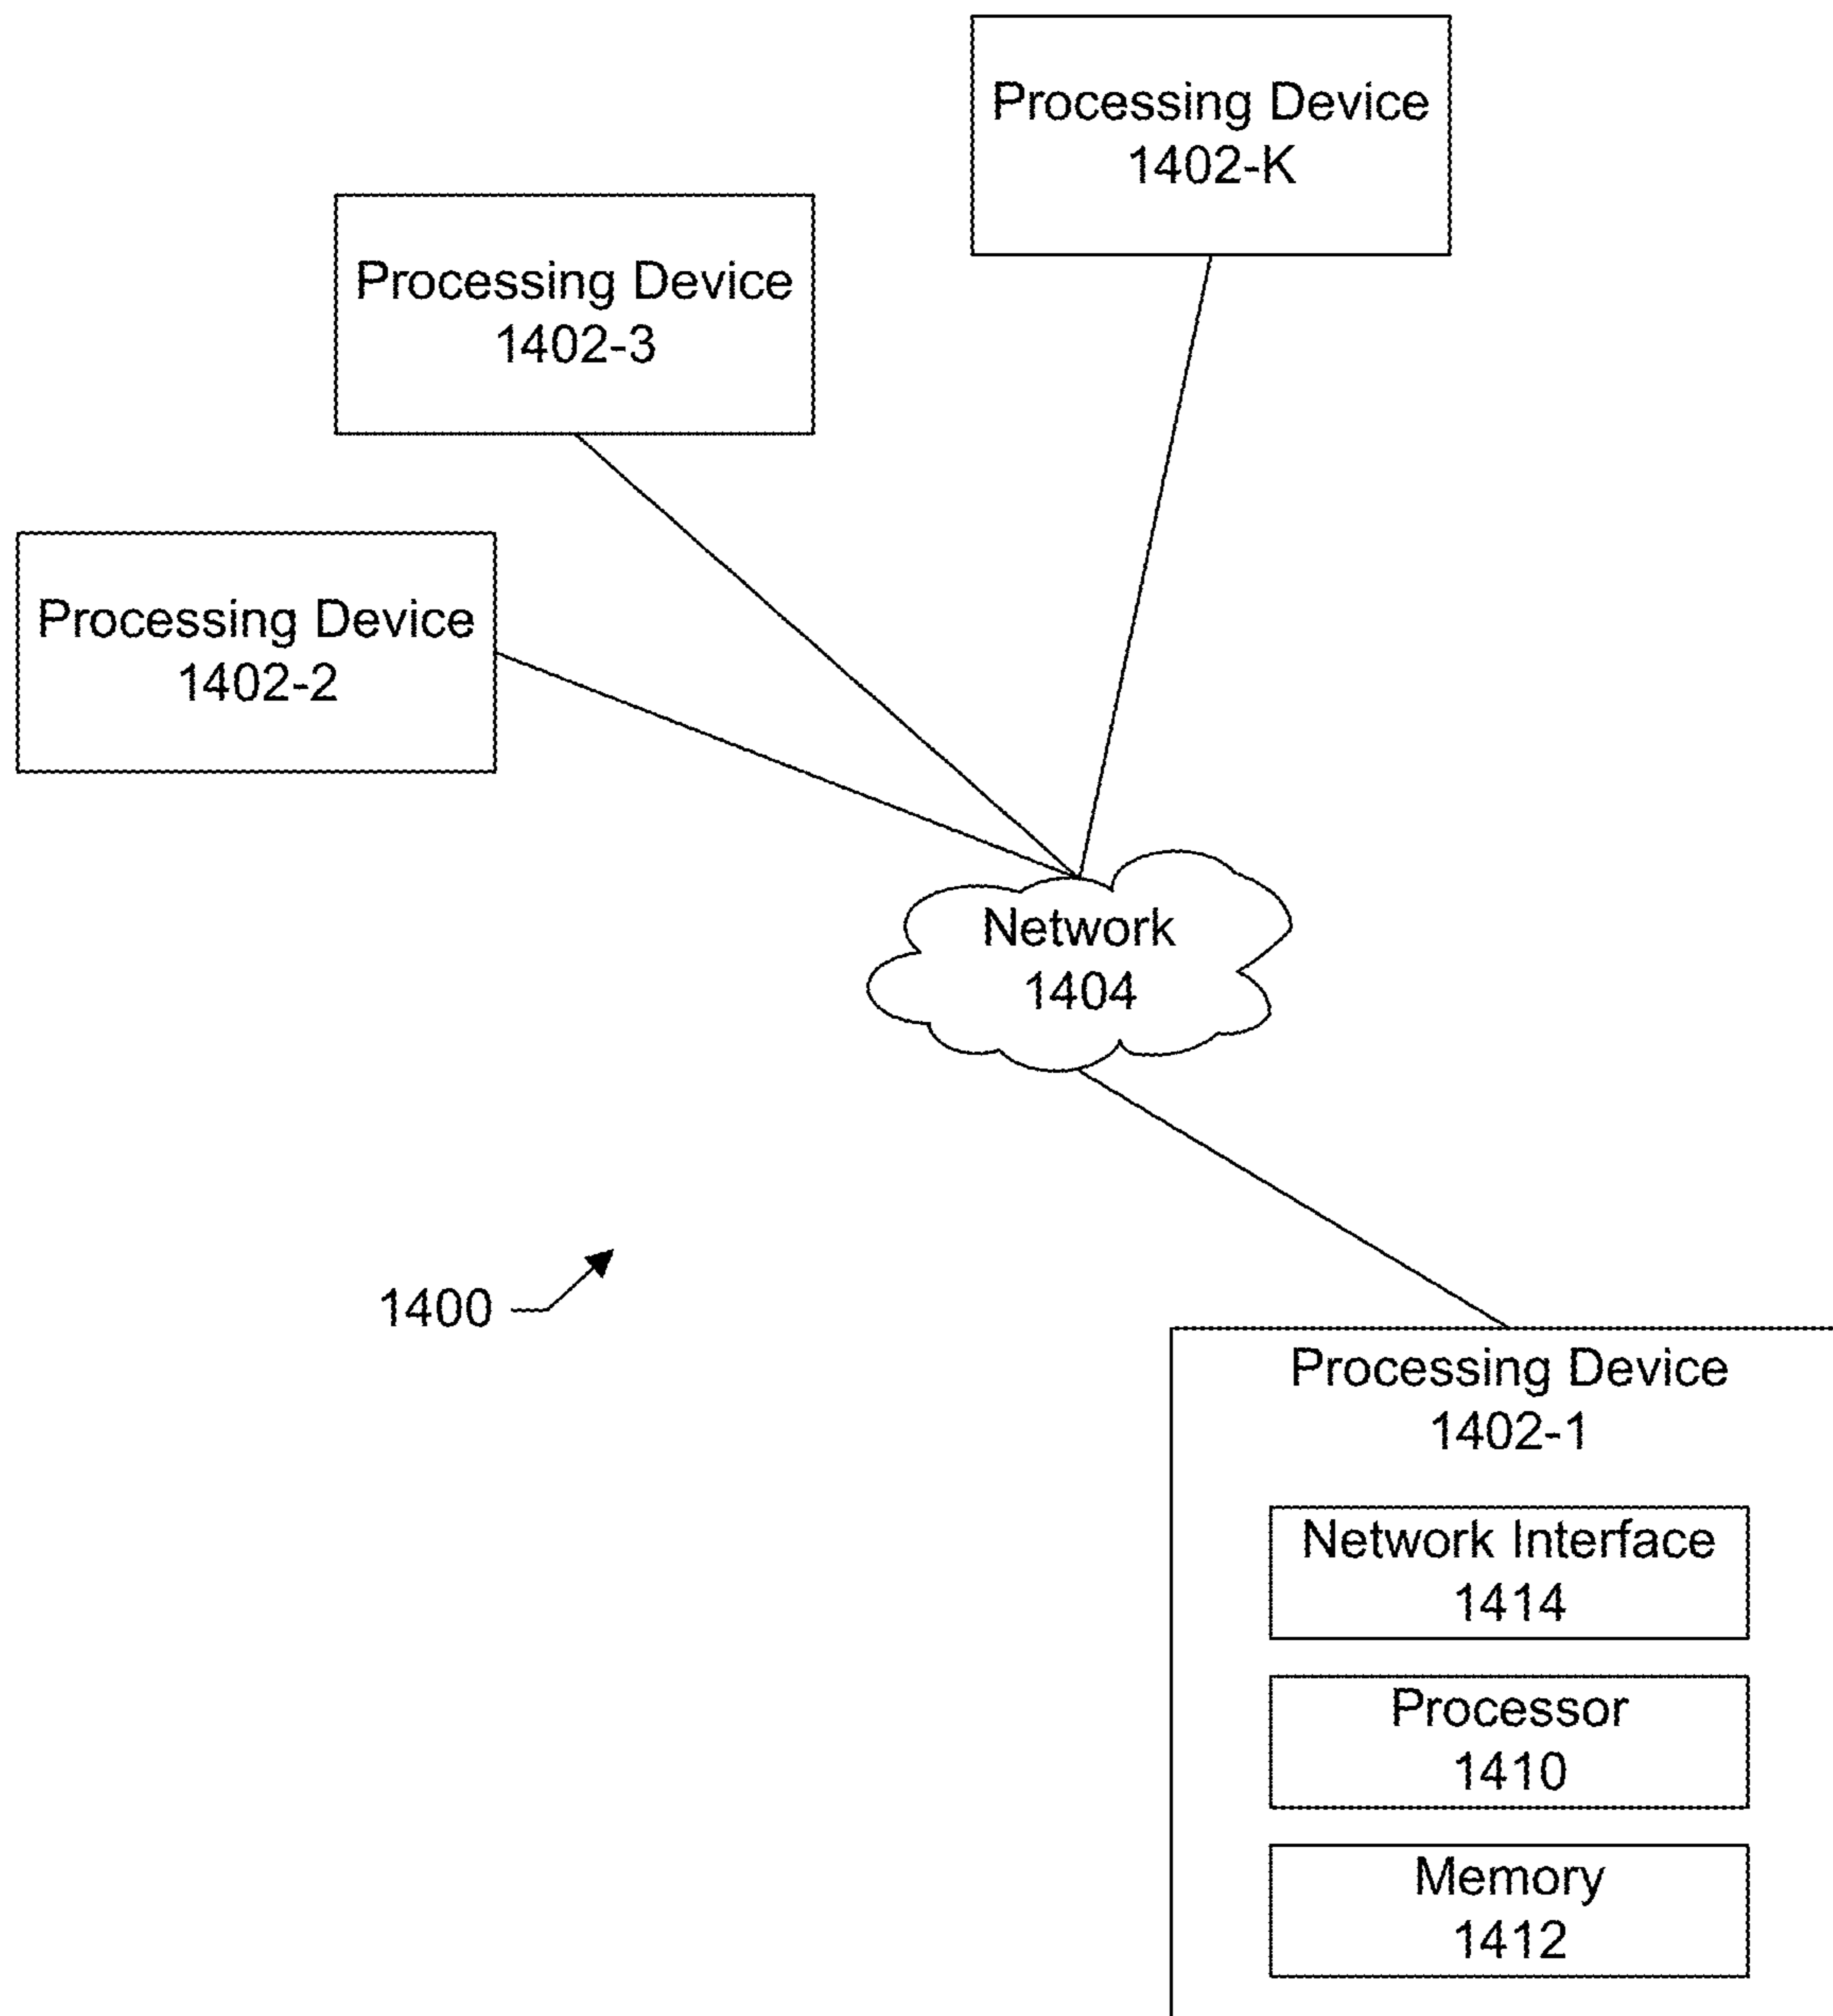 Processing Device
1402-K
Processing Device
1402-3
Processing Device
1402-2
Network
1404
1400
Processing Device
1402-1
Network Interface
1414
Processor
1410
Memory
1412